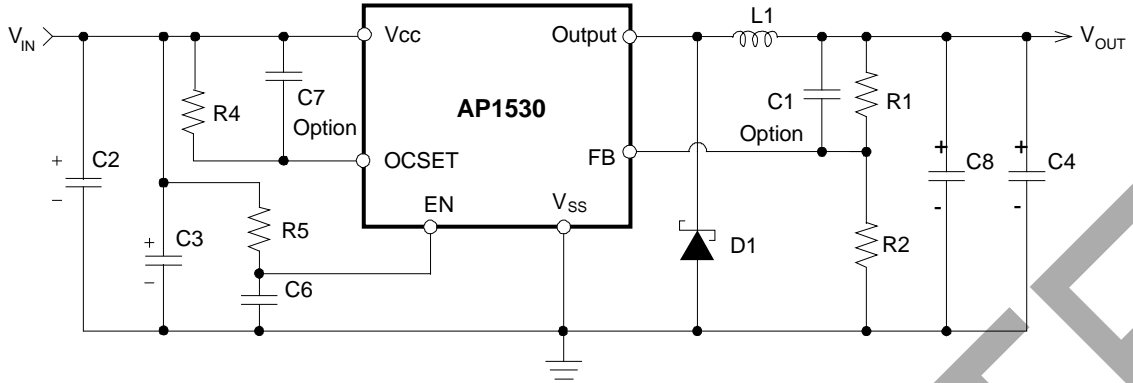 V_IN
Vcc
Output
L1
V_OUT
C7
Option
R4
AP1530
C1
Option
R1
C2
OCSET
FB
C8
C4
EN
V_SS
C3
R5
D1
R2
C6
+
-
+
-
+
-
+
-